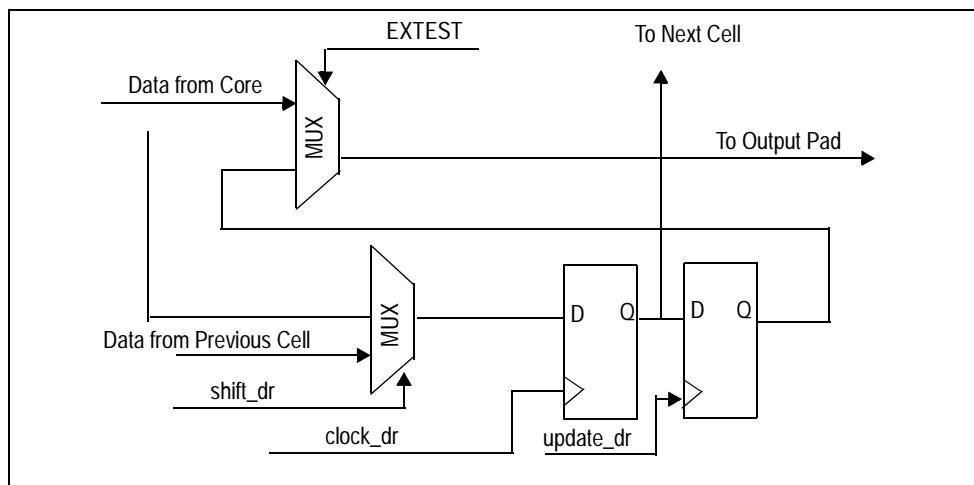 EXTEST
To Next Cell
Data from Core
MUX
To Output Pad
MUX
D Q
D Q
Data from Previous Cell
shift_dr
clock_dr
update_dr